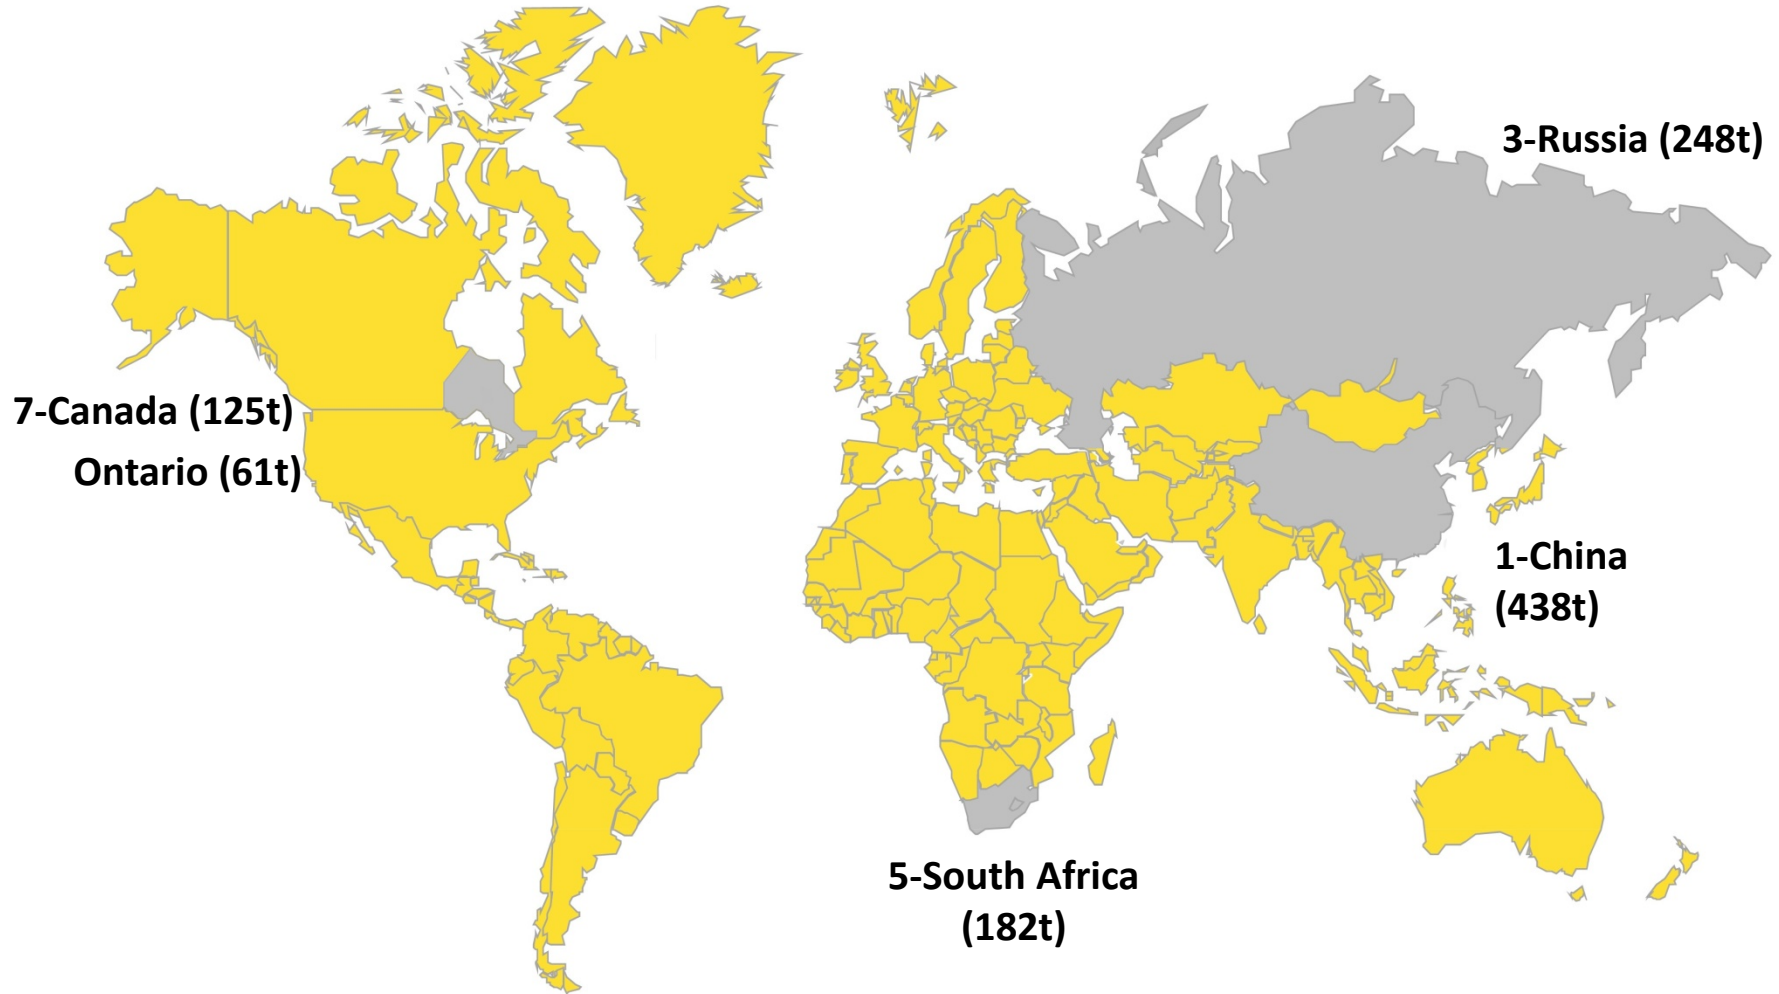 3-Russia (248t)
7-Canada (125t)
Ontario (61t)
1-China
(438t)
5-South Africa
(182t)